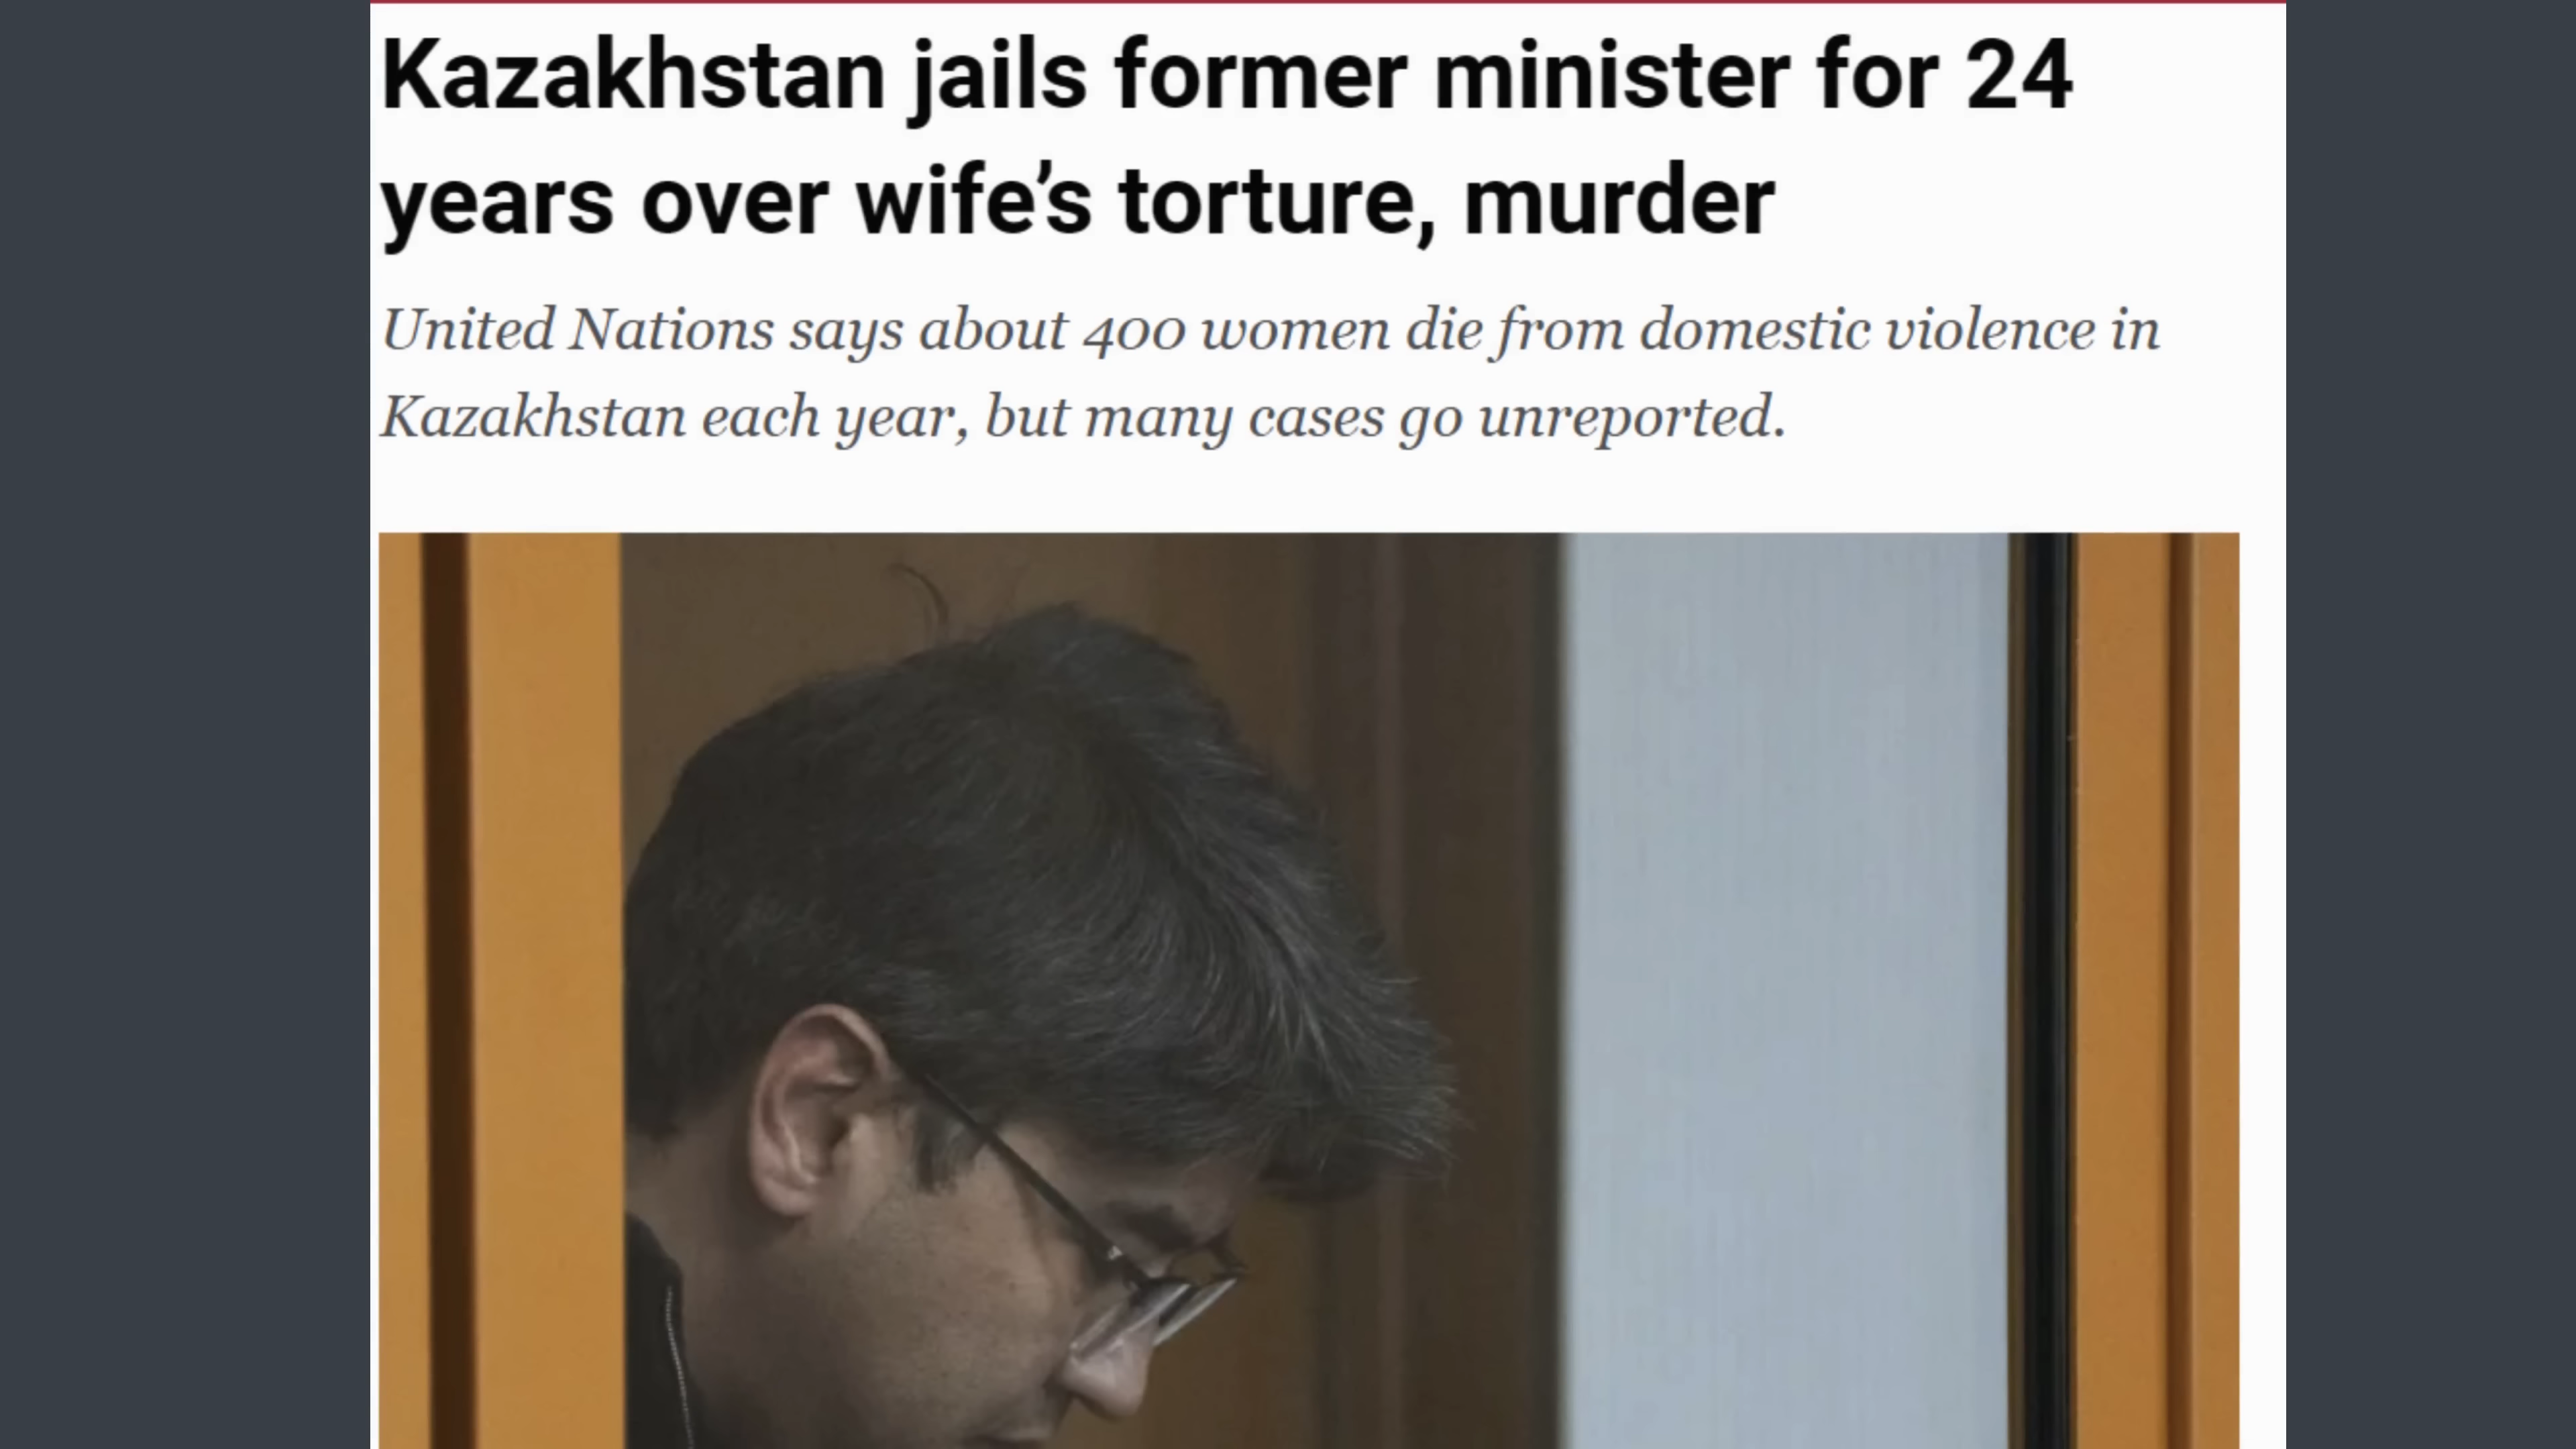 Kazakhstan jails former minister for 24
years over wife’s torture, murder
United Nations says about 400 women die from domestic violence in
Kazakhstan each year, but many cases go unreported.